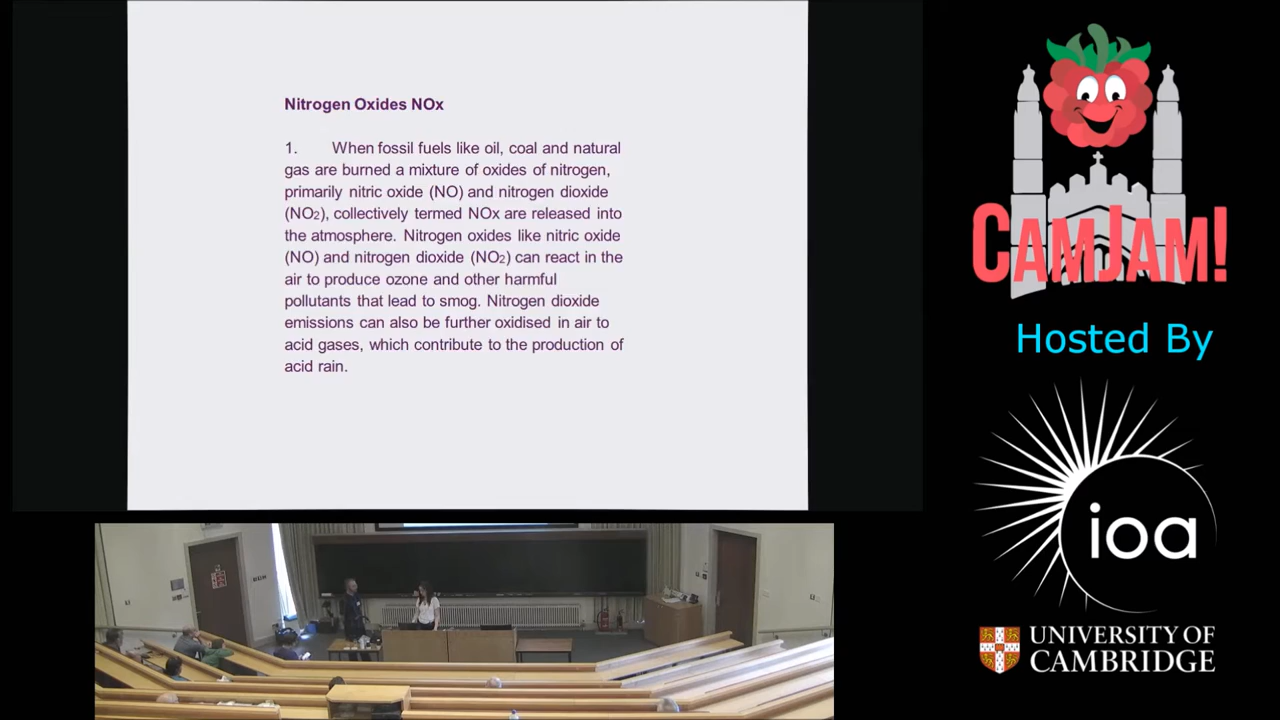 Nitrogen Oxides NOx
1. When fossil fuels like oil, coal and natural
gas are burned a mixture of oxides of nitrogen,
primarily nitric oxide (NO) and nitrogen dioxide
(NO2), collectively termed NOx are released into
the atmosphere. Nitrogen oxides like nitric oxide
(NO) and nitrogen dioxide (NO2) can react in the
air to produce ozone and other harmful
pollutants that lead to smog. Nitrogen dioxide
emissions can also be further oxidised in air to
acid gases, which contribute to the production of
acid rain.
CAMJAM!
Hosted By
ioa
UNIVERSITY OF
CAMBRIDGE